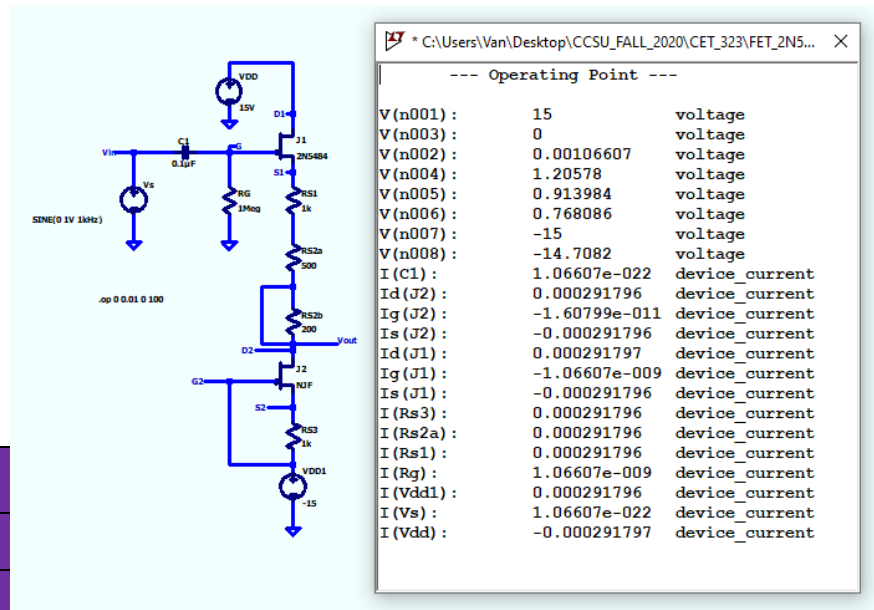 VDD
15V
D1
J1
2N5484
Vin
C1
0.1µF
G
S1
Vs
SINE(0 1V 1kHz)
RG
1Meg
RS1
1k
RS2a
500
.op 0 0.01 0 100
RS2b
200
Vout
D2
J2
NJF
G2
S2
RS3
1k
VDD1
-15
* C:\Users\Van\Desktop\CCSU_FALL_2020\CET_323\FET_2N5...
--- Operating Point ---
V(n001): 15 voltage
V(n003): 0 voltage
V(n002): 0.00106607 voltage
V(n004): 1.20578 voltage
V(n005): 0.913984 voltage
V(n006): 0.768086 voltage
V(n007): -15 voltage
V(n008): -14.7082 voltage
I(C1): 1.06607e-022 device_current
Id(J2): 0.000291796 device_current
Ig(J2): -1.60799e-011 device_current
Is(J2): -0.000291796 device_current
Id(J1): 0.000291797 device_current
Ig(J1): -1.06607e-009 device_current
Is(J1): -0.000291796 device_current
I(Rs3): 0.000291796 device_current
I(Rs2a): 0.000291796 device_current
I(Rs1): 0.000291796 device_current
I(Rg): 1.06607e-009 device_current
I(Vdd1): 0.000291796 device_current
I(Vs): 1.06607e-022 device_current
I(Vdd): -0.000291797 device_current